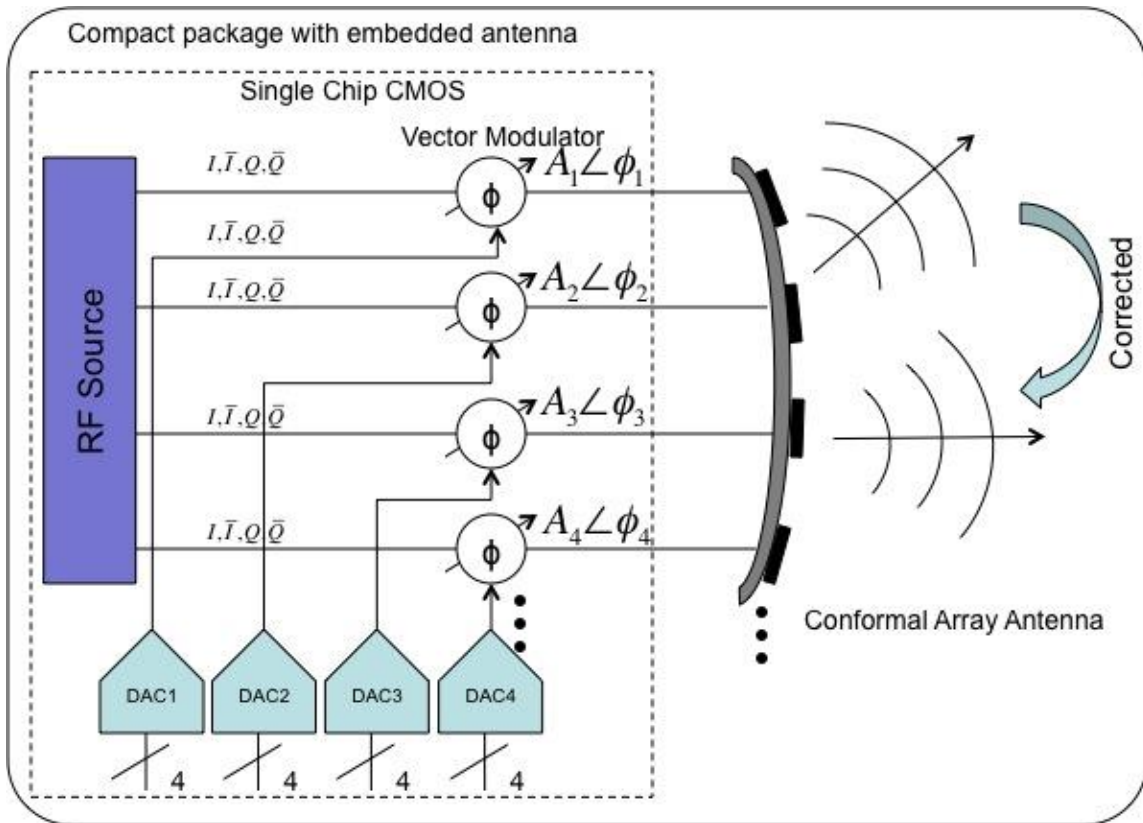 Compact package with embedded antenna
Single Chip CMOS
Vector Modulator
RF Source
I,Ī,Q,Q̄
ϕ
A₁∠ϕ₁
I,Ī,Q,Q̄
I,Ī,Q,Q̄
ϕ
A₂∠ϕ₂
I,Ī,Q,Q̄
ϕ
A₃∠ϕ₃
I,Ī,Q,Q̄
ϕ
A₄∠ϕ₄
Corrected
Conformal Array Antenna
DAC1
DAC2
DAC3
DAC4
4
4
4
4